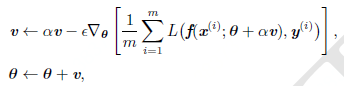 v ← αv − ϵ∇_θ [ 1/m ∑_{i=1}^{m} L(f(x^{(i)}; θ + αv), y^{(i)}) ],
θ ← θ + v,